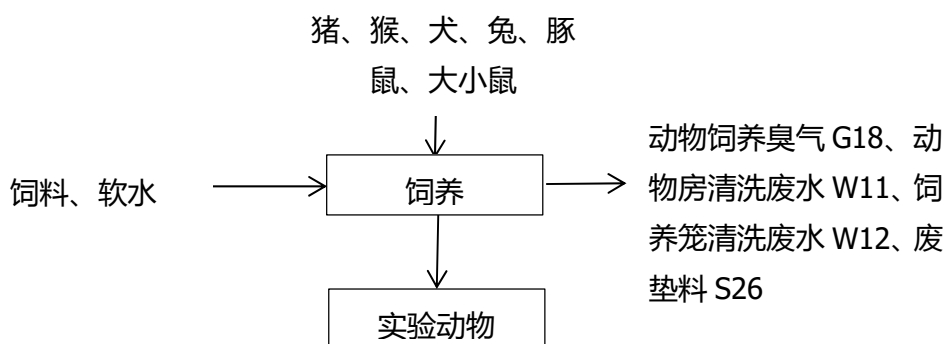 猪、猴、犬、兔、豚
鼠、大小鼠
饲料、软水
饲养
动物饲养臭气 G18、动
物房清洗废水 W11、饲
养笼清洗废水 W12、废
垫料 S26
实验动物